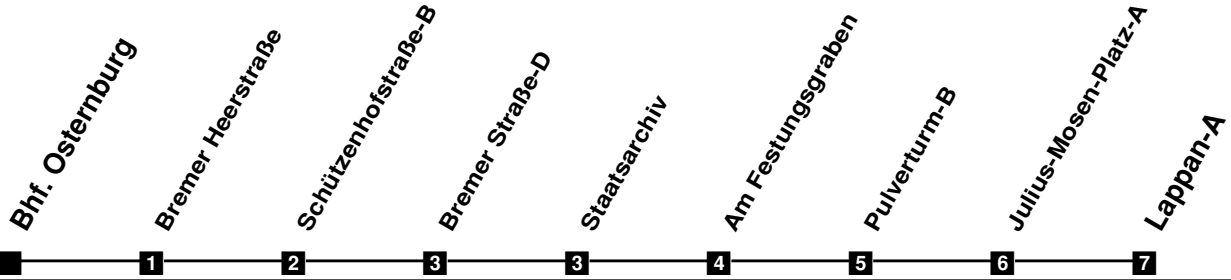 Bhf. Osternburg
Bremer Heerstraße
Schützenhofstraße-B
Bremer Straße-D
Staatsarchiv
Am Festungsgraben
Pulverturm-B
Julius-Mosen-Platz-A
Lappan-A
1 2 3 3 4 5 6 7